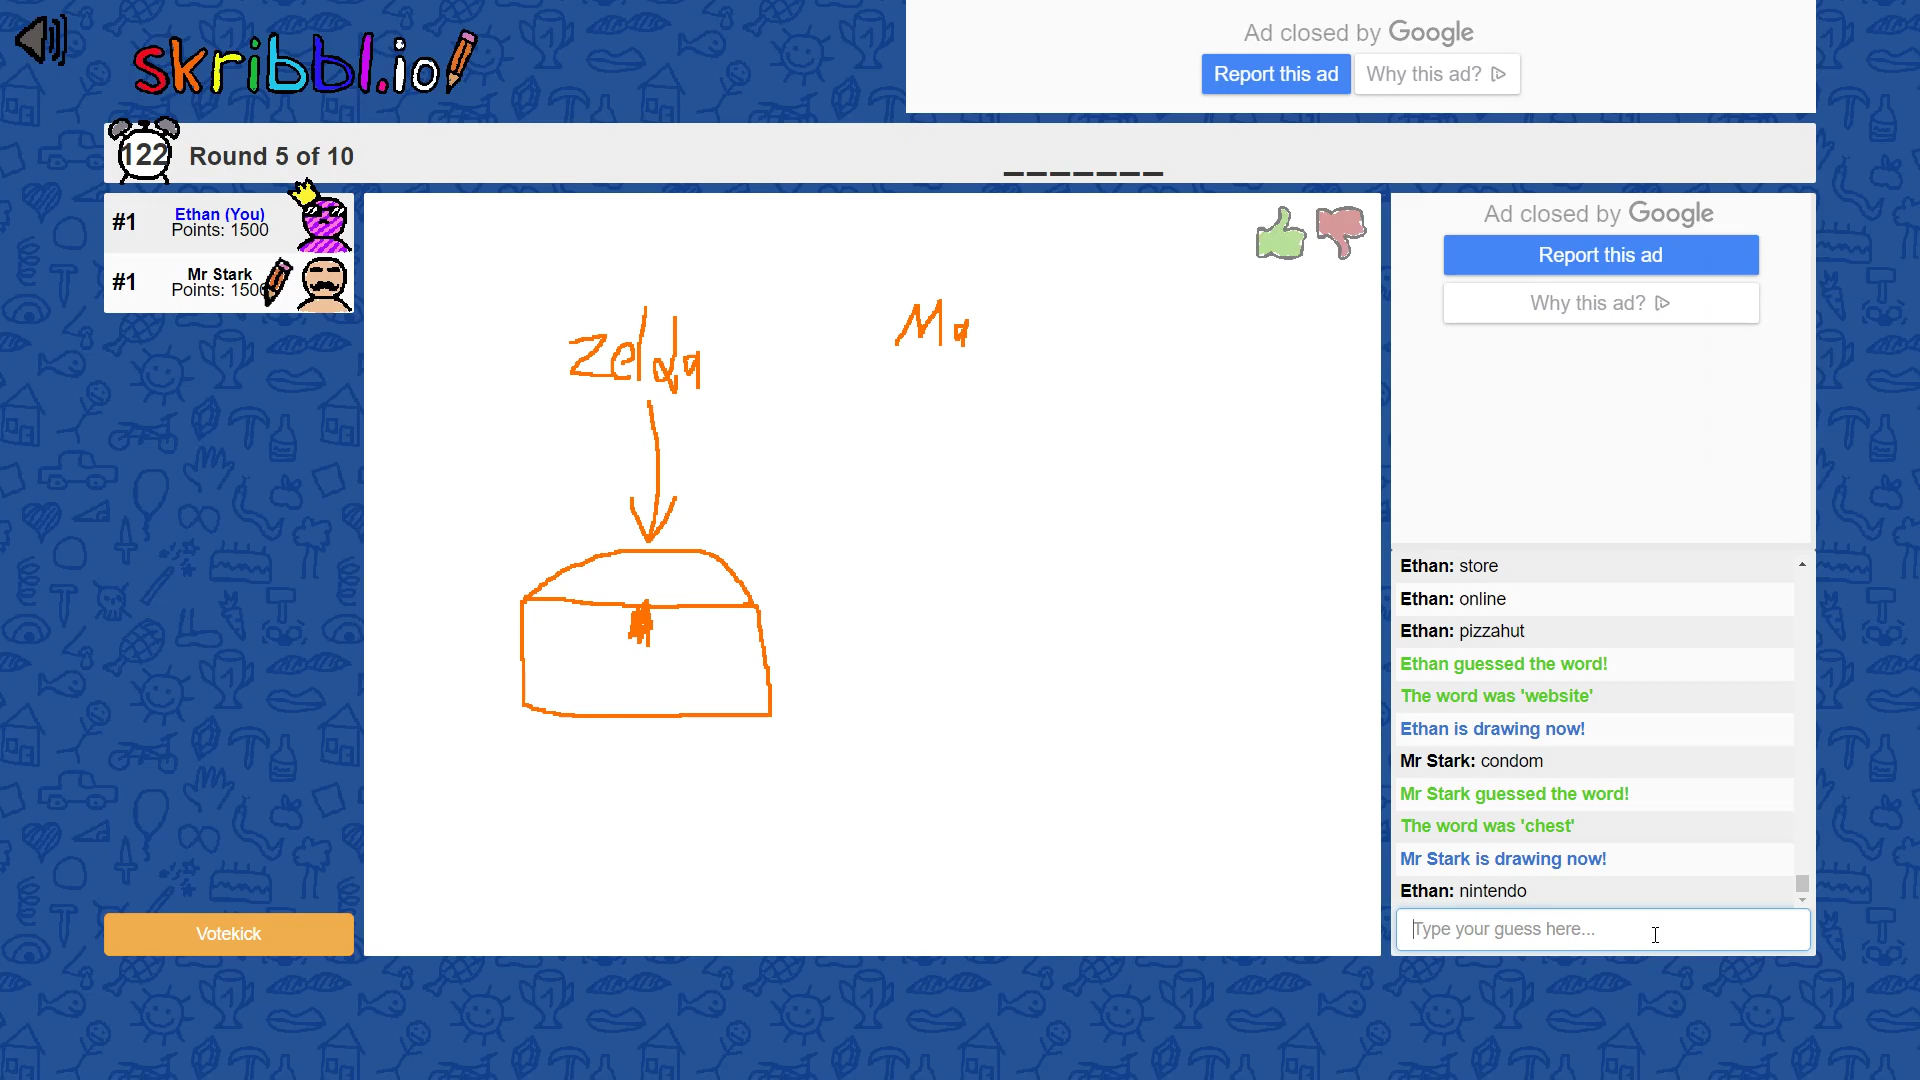 skribbl.io
Ad closed by Google
Report this ad
Why this ad?
122
Round 5 of 10
_______
#1
Ethan (You)
Points: 1500
#1
Mr Stark
Points: 1500
Zelda
Ma
Ad closed by Google
Report this ad
Why this ad?
Ethan: store
Ethan: online
Ethan: pizzahut
Ethan guessed the word!
The word was 'website'
Ethan is drawing now!
Mr Stark: condom
Mr Stark guessed the word!
The word was 'chest'
Mr Stark is drawing now!
Ethan: nintendo
Type your guess here...
Votekick